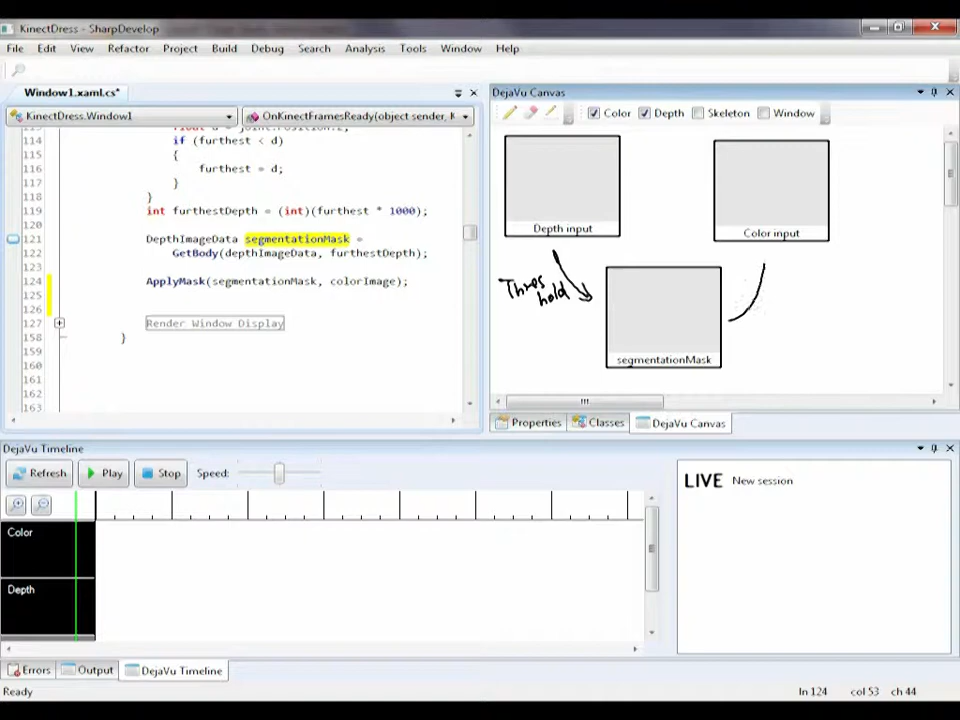 KinectDress - SharpDevelop
File Edit View Refactor Project Build Debug Search Analysis Tools Window Help
Window1.xaml.cs*
DejaVu Canvas
KinectDress.Window1
OnKinectFramesReady(object sender, K
Color Depth Skeleton Window
114 if (furthest < d)
115 {
116 furthest = d;
117 }
118 }
119 int furthestDepth = (int)(furthest * 1000);
120
121 DepthImageData segmentationMask =
122 GetBody(depthImageData, furthestDepth);
123
124 ApplyMask(segmentationMask, colorImage);
125
126
127 Render Window Display
158 }
159
160
161
162
163
Depth input
Color input
Thres
hold
segmentationMask
Properties Classes DejaVu Canvas
DejaVu Timeline
Refresh Play Stop Speed:
LIVE New session
Color
Depth
Errors Output DejaVu Timeline
Ready
ln 124 col 53 ch 44